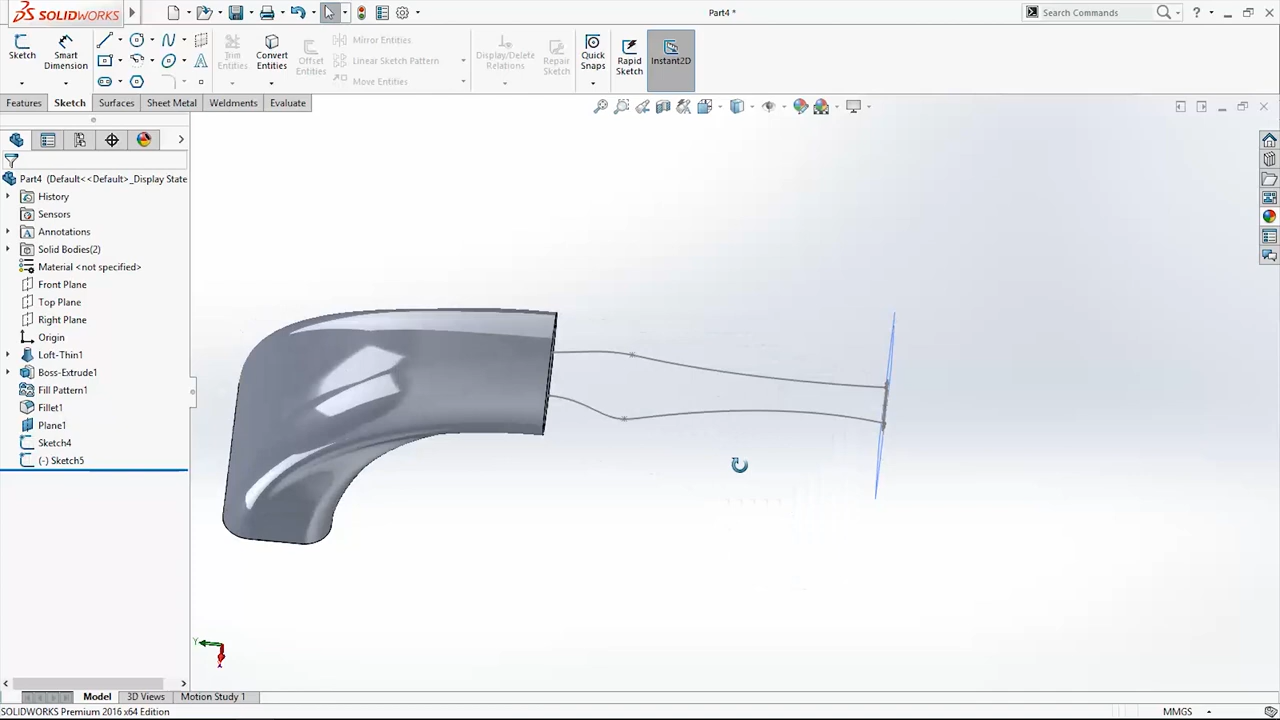 SOLIDWORKS
Part4 *
Search Commands
?
Sketch
Smart Dimension
Trim Entities
Convert Entities
Offset Entities
Mirror Entities
Linear Sketch Pattern
Move Entities
Display/Delete Relations
Repair Sketch
Quick Snaps
Rapid Sketch
Instant2D
Features
Sketch
Surfaces
Sheet Metal
Weldments
Evaluate
Part4 (Default<<Default>_Display State
History
Sensors
Annotations
Solid Bodies(2)
Material <not specified>
Front Plane
Top Plane
Right Plane
Origin
Loft-Thin1
Boss-Extrude1
Fill Pattern1
Fillet1
Plane1
Sketch4
(-) Sketch5
Y
X
Model
3D Views
Motion Study 1
SOLIDWORKS Premium 2016 x64 Edition
MMGS